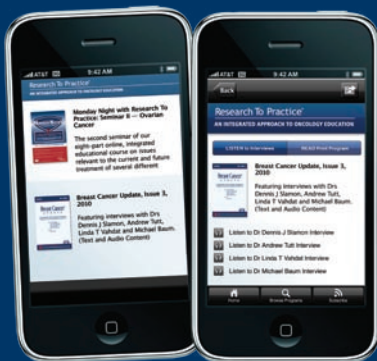 AT&T 9:42 AM
Research To Practice®
AN INTEGRATED APPROACH TO ONCOLOGY EDUCATION
Monday Night with Research To
Practice: Seminar II — Ovarian
Cancer
The second seminar of our
eight-part online, integrated
educational course on issues
relevant to the current and future
treatment of several different
Breast Cancer Update, Issue 3,
2010
Featuring interviews with Drs
Dennis J Slamon, Andrew Tutt,
Linda T Vahdat and Michael Baum.
(Text and Audio Content)
Breast Cancer
AT&T 9:42 AM
Back
Research To Practice®
AN INTEGRATED APPROACH TO ONCOLOGY EDUCATION
LISTEN to Interviews
READ Print Program
Breast Cancer Update, Issue 3,
2010
Featuring interviews with Drs
Dennis J Slamon, Andrew Tutt,
Linda T Vahdat and Michael Baum.
(Text and Audio Content)
Breast Cancer
Listen to Dr Dennis J Slamon Interview
Listen to Dr Andrew Tutt Interview
Listen to Dr Linda T Vahdat Interview
Listen to Dr Michael Baum Interview
Home
Browse Programs
Subscribe